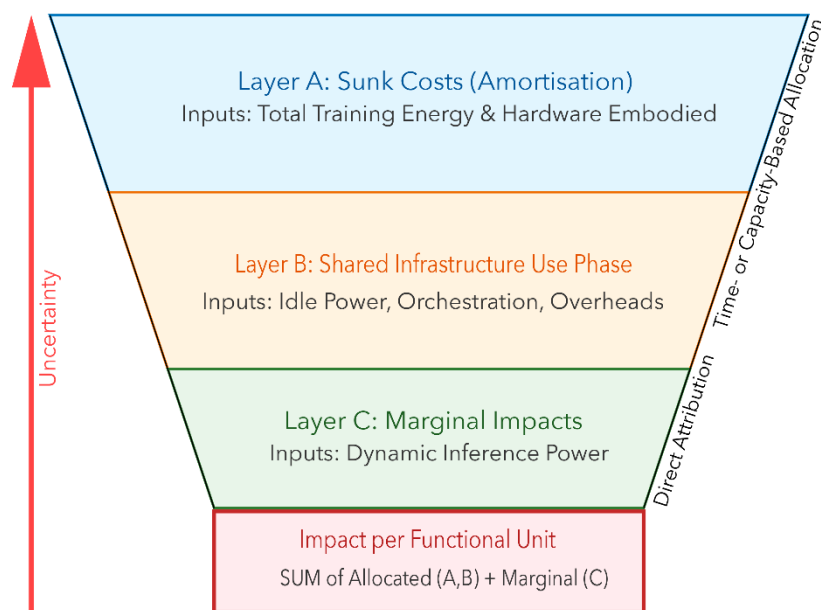 Layer A: Sunk Costs (Amortisation)
Inputs: Total Training Energy & Hardware Embodied
Layer B: Shared Infrastructure Use Phase
Inputs: Idle Power, Orchestration, Overheads
Layer C: Marginal Impacts
Inputs: Dynamic Inference Power
Impact per Functional Unit
SUM of Allocated (A,B) + Marginal (C)
Uncertainty
Time- or Capacity-Based Allocation
Direct Attribution